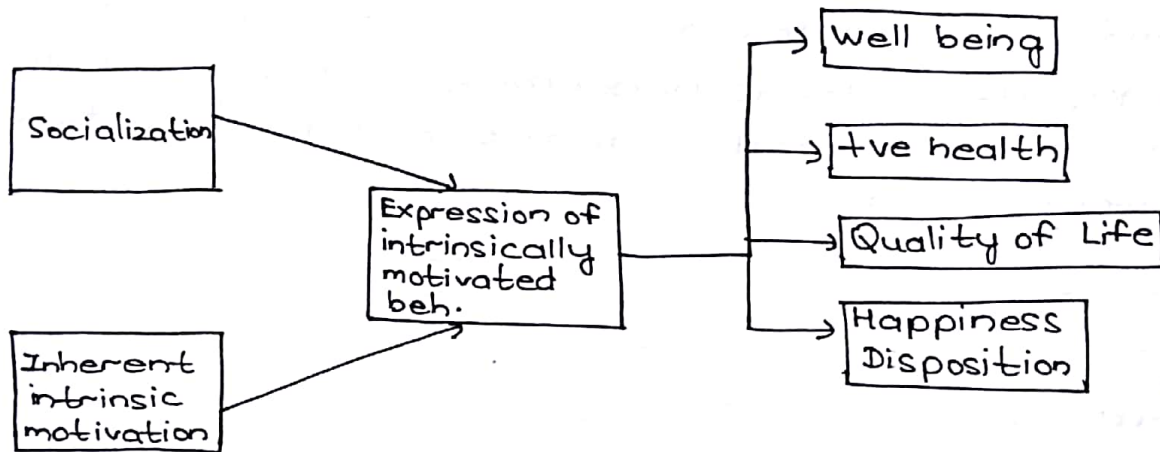 Socialization
Inherent
intrinsic
motivation
Expression of
intrinsically
motivated
beh.
Well being
+ve health
Quality of Life
Happiness
Disposition